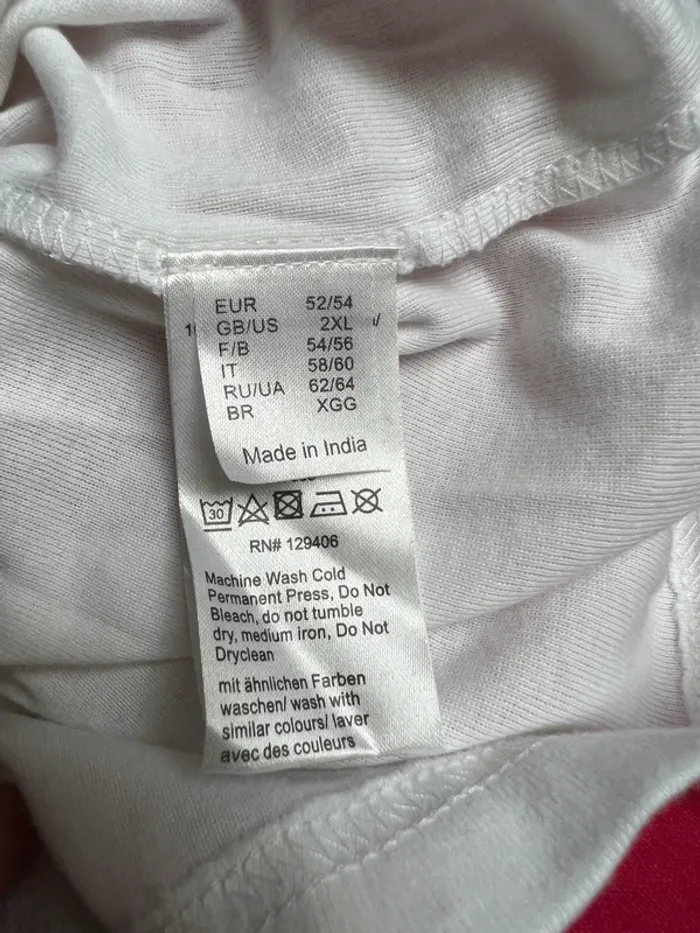 EUR 52/54
GB/US 2XL
F/B 54/56
IT 58/60
RU/UA 62/64
BR XGG
Made in India
30
RN# 129406
Machine Wash Cold
Permanent Press, Do Not
Bleach, do not tumble
dry, medium iron, Do Not
Dryclean
mit ähnlichen Farben
waschen/ wash with
similar colours/ laver
avec des couleurs